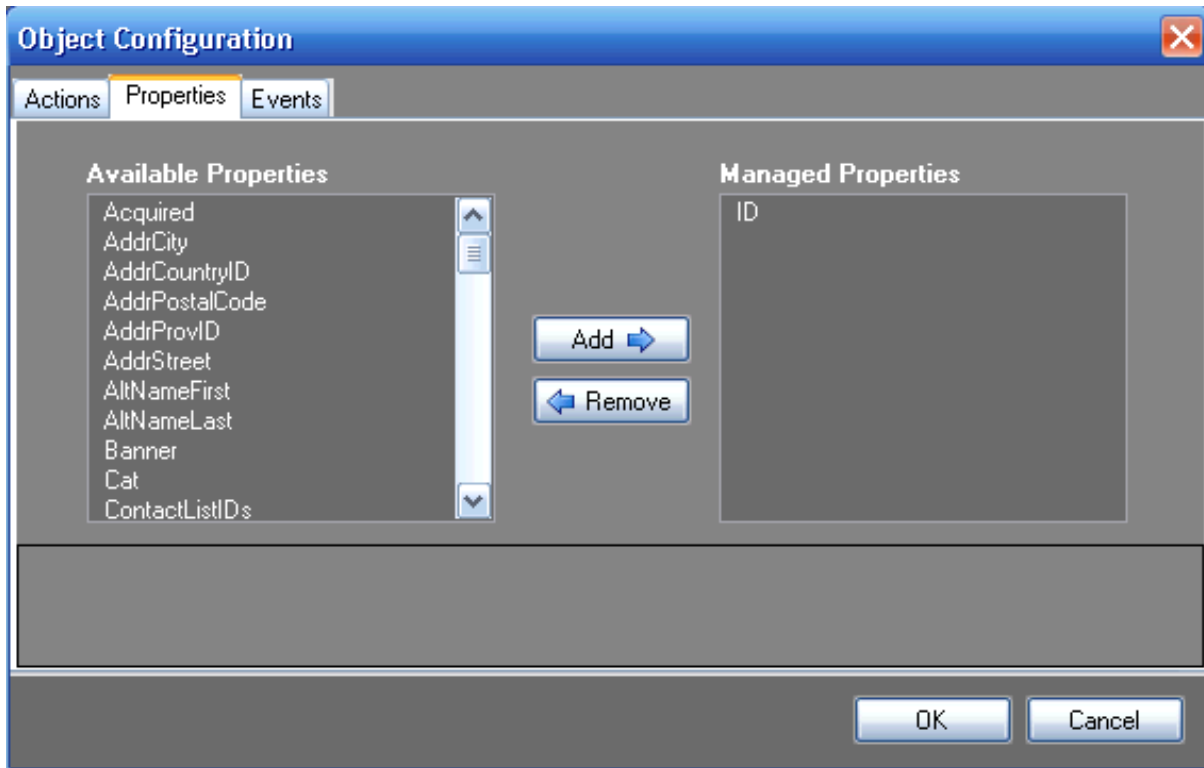 Object Configuration
Actions Properties Events
Available Properties
Acquired
AddrCity
AddrCountryID
AddrPostalCode
AddrProvID
AddrStreet
AltNameFirst
AltNameLast
Banner
Cat
ContactListIDs
Add
Remove
Managed Properties
ID
OK Cancel